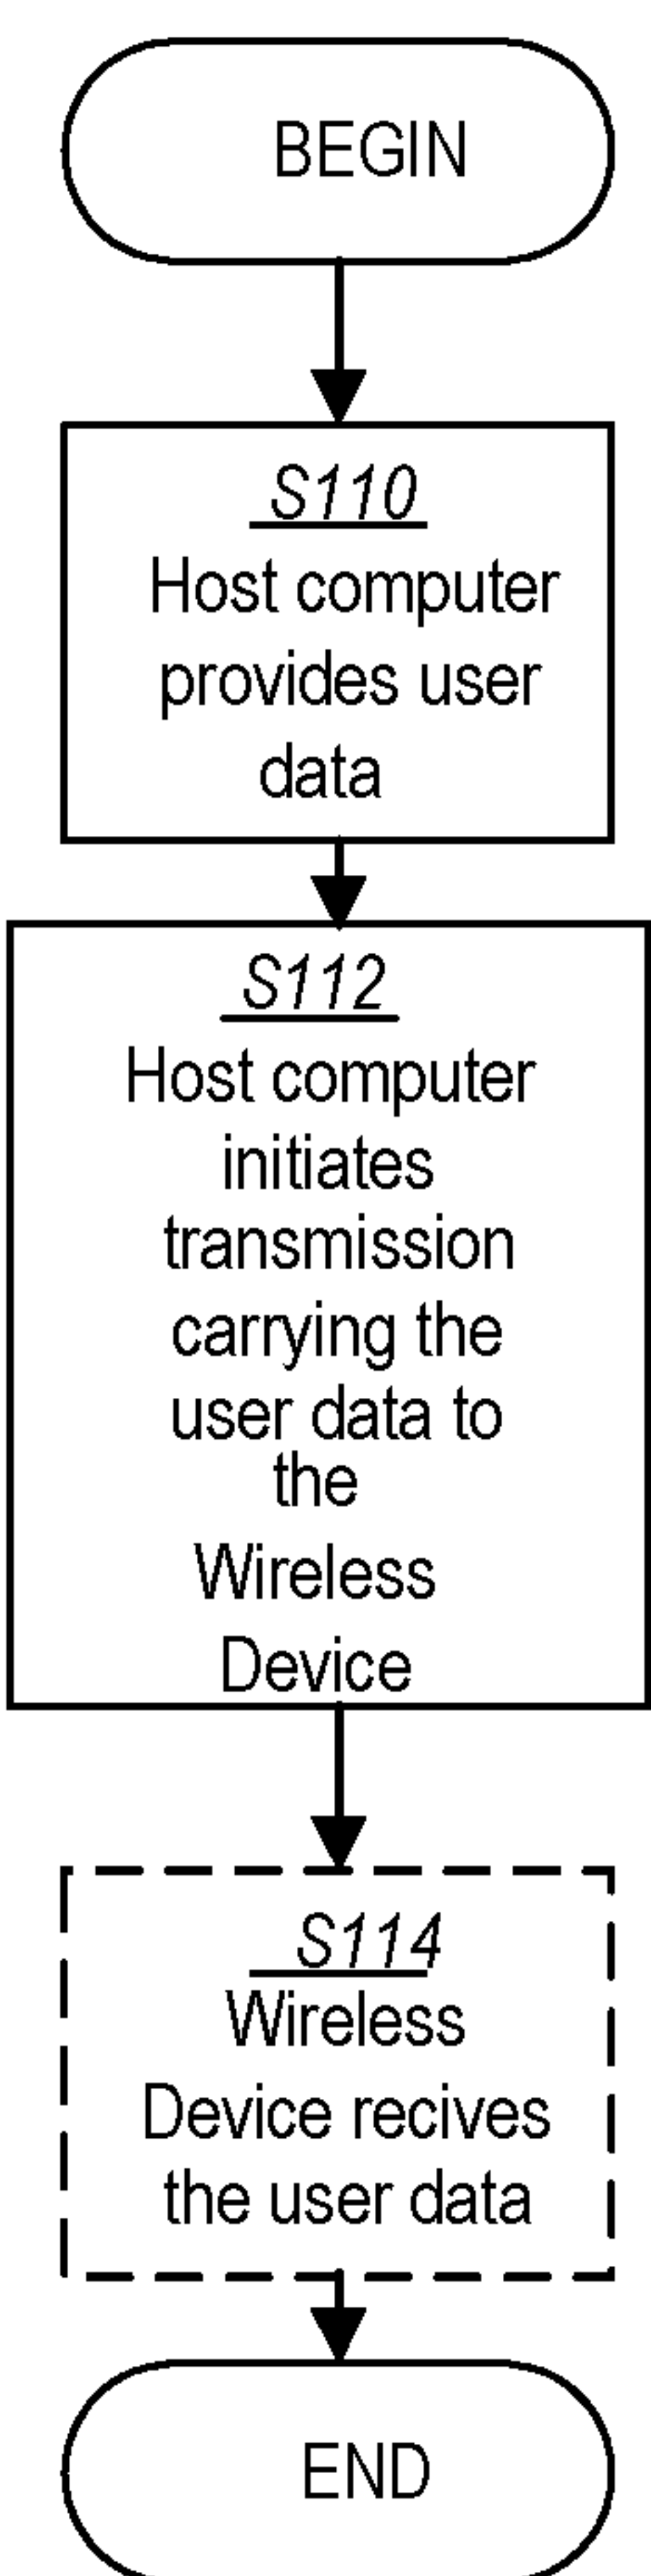 BEGIN
S110
Host computer
provides user
data
S112
Host computer
initiates
transmission
carrying the
user data to
the
Wireless
Device
S114
Wireless
Device recives
the user data
END